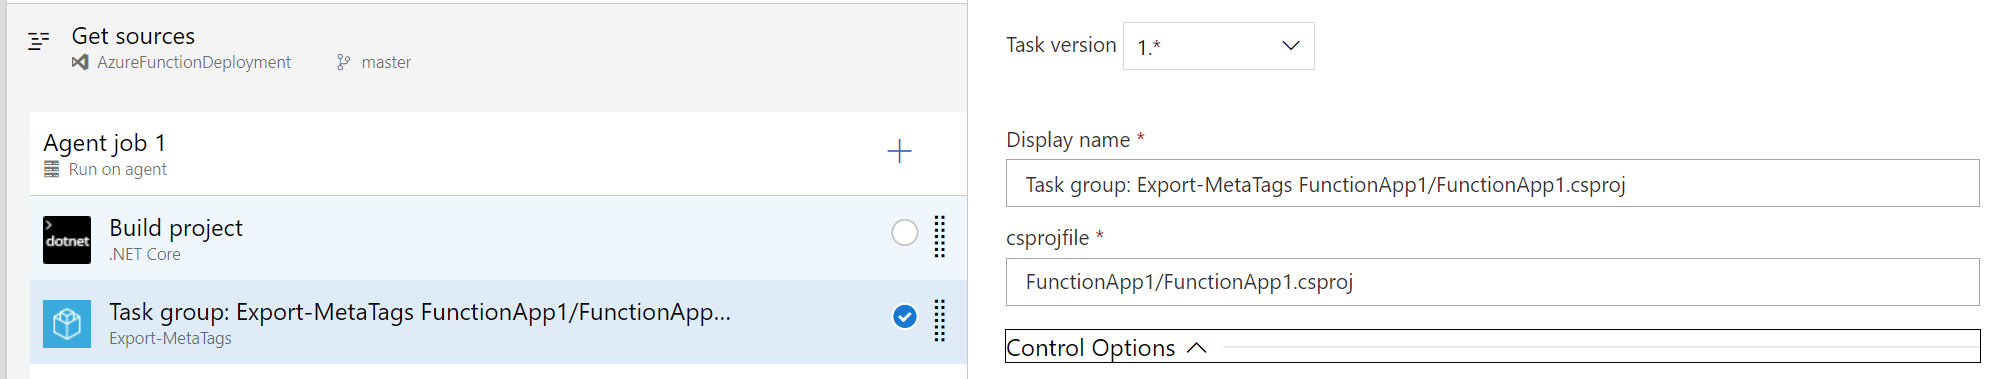 Get sources
AzureFunctionDeployment master
Agent job 1
Run on agent
> dotnet
Build project
.NET Core
Task group: Export-MetaTags FunctionApp1/FunctionApp...
Export-MetaTags
Task version 1.*
Display name *
Task group: Export-MetaTags FunctionApp1/FunctionApp1.csproj
csprojfile *
FunctionApp1/FunctionApp1.csproj
Control Options